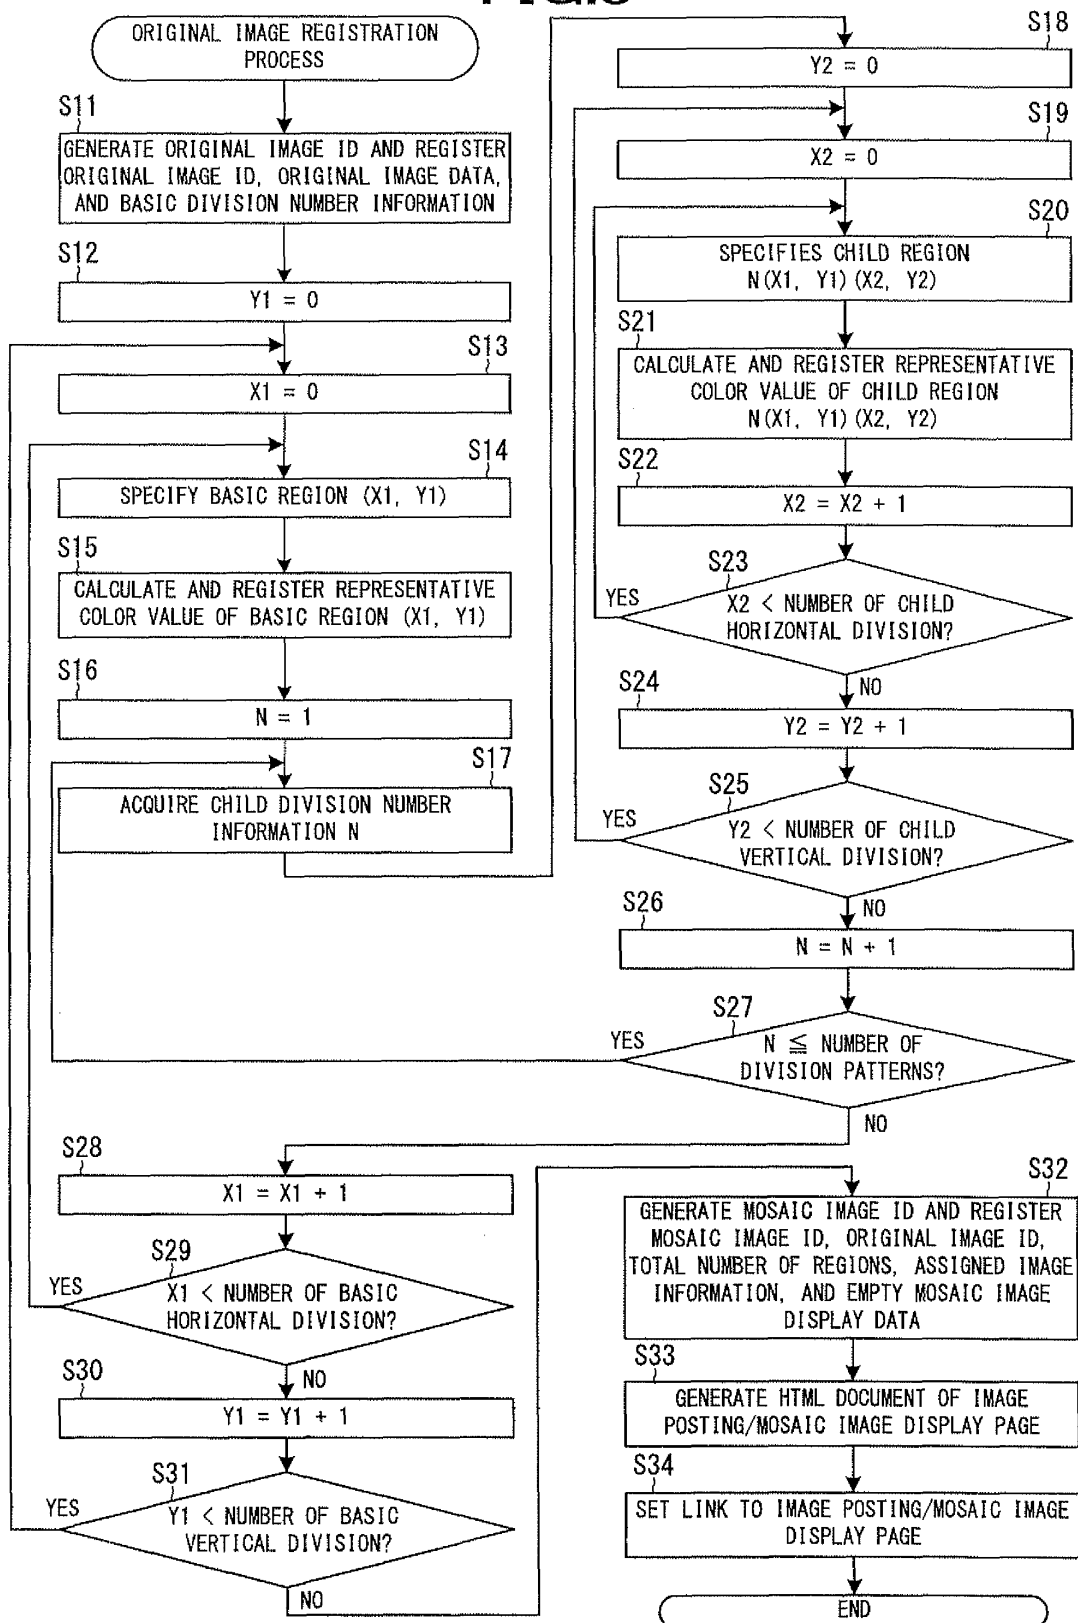 ORIGINAL IMAGE REGISTRATION
PROCESS
S11
GENERATE ORIGINAL IMAGE ID AND REGISTER
ORIGINAL IMAGE ID, ORIGINAL IMAGE DATA,
AND BASIC DIVISION NUMBER INFORMATION
S12
Y1 = 0
S13
X1 = 0
S14
SPECIFY BASIC REGION (X1, Y1)
S15
CALCULATE AND REGISTER REPRESENTATIVE
COLOR VALUE OF BASIC REGION (X1, Y1)
S16
N = 1
S17
ACQUIRE CHILD DIVISION NUMBER
INFORMATION N
S18
Y2 = 0
S19
X2 = 0
S20
SPECIFIES CHILD REGION
N(X1, Y1)(X2, Y2)
S21
CALCULATE AND REGISTER REPRESENTATIVE
COLOR VALUE OF CHILD REGION
N(X1, Y1)(X2, Y2)
S22
X2 = X2 + 1
S23
YES
X2 < NUMBER OF CHILD
HORIZONTAL DIVISION?
NO
S24
Y2 = Y2 + 1
S25
YES
Y2 < NUMBER OF CHILD
VERTICAL DIVISION?
NO
S26
N = N + 1
S27
YES
N ≦ NUMBER OF
DIVISION PATTERNS?
NO
S28
X1 = X1 + 1
S29
YES
X1 < NUMBER OF BASIC
HORIZONTAL DIVISION?
NO
S30
Y1 = Y1 + 1
S31
YES
Y1 < NUMBER OF BASIC
VERTICAL DIVISION?
NO
S32
GENERATE MOSAIC IMAGE ID AND REGISTER
MOSAIC IMAGE ID, ORIGINAL IMAGE ID,
TOTAL NUMBER OF REGIONS, ASSIGNED IMAGE
INFORMATION, AND EMPTY MOSAIC IMAGE
DISPLAY DATA
S33
GENERATE HTML DOCUMENT OF IMAGE
POSTING/MOSAIC IMAGE DISPLAY PAGE
S34
SET LINK TO IMAGE POSTING/MOSAIC IMAGE
DISPLAY PAGE
END